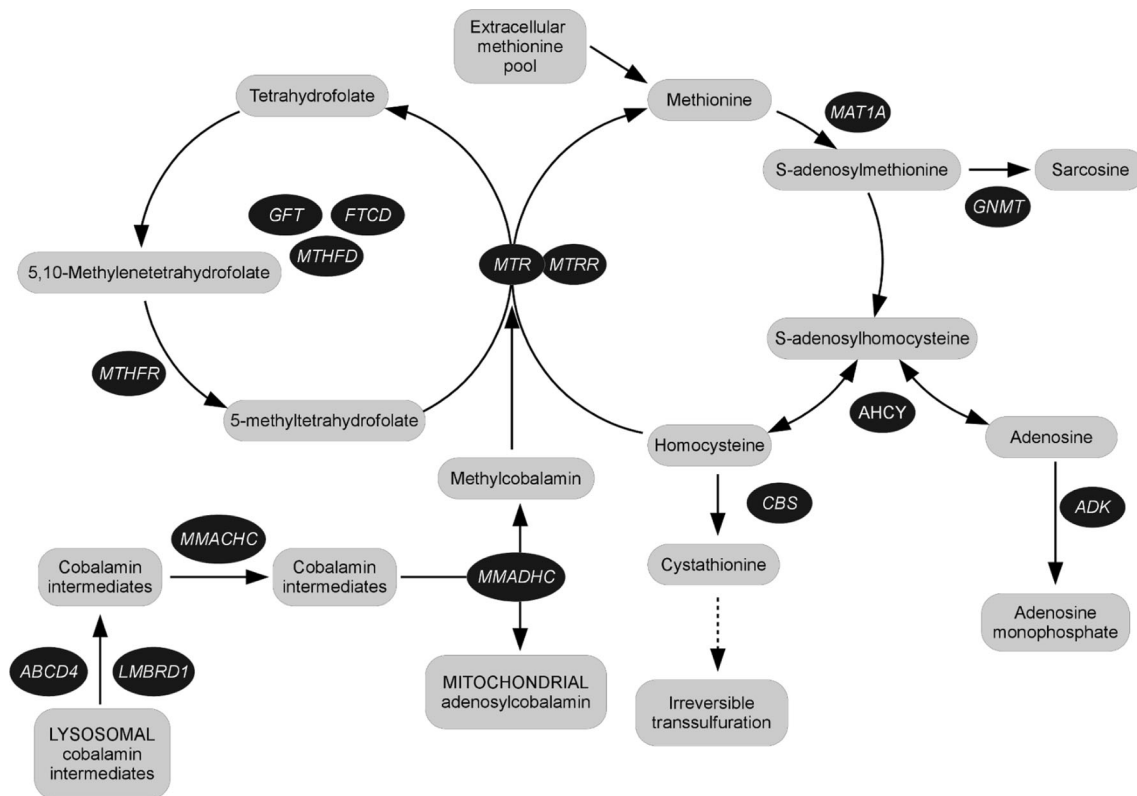 Extracellular
methionine
pool
Tetrahydrofolate
Methionine
MAT1A
S-adenosylmethionine
Sarcosine
GNMT
GFT
FTCD
MTHFD
5,10-Methylenetetrahydrofolate
MTR
MTRR
S-adenosylhomocysteine
MTHFR
AHCY
5-methyltetrahydrofolate
Homocysteine
Adenosine
Methylcobalamin
CBS
ADK
MMACHC
Cobalamin
intermediates
Cobalamin
intermediates
MMADHC
Cystathionine
Adenosine
monophosphate
ABCD4
LMBRD1
MITOCHONDRIAL
adenosylcobalamin
Irreversible
transsulfuration
LYSOSOMAL
cobalamin
intermediates